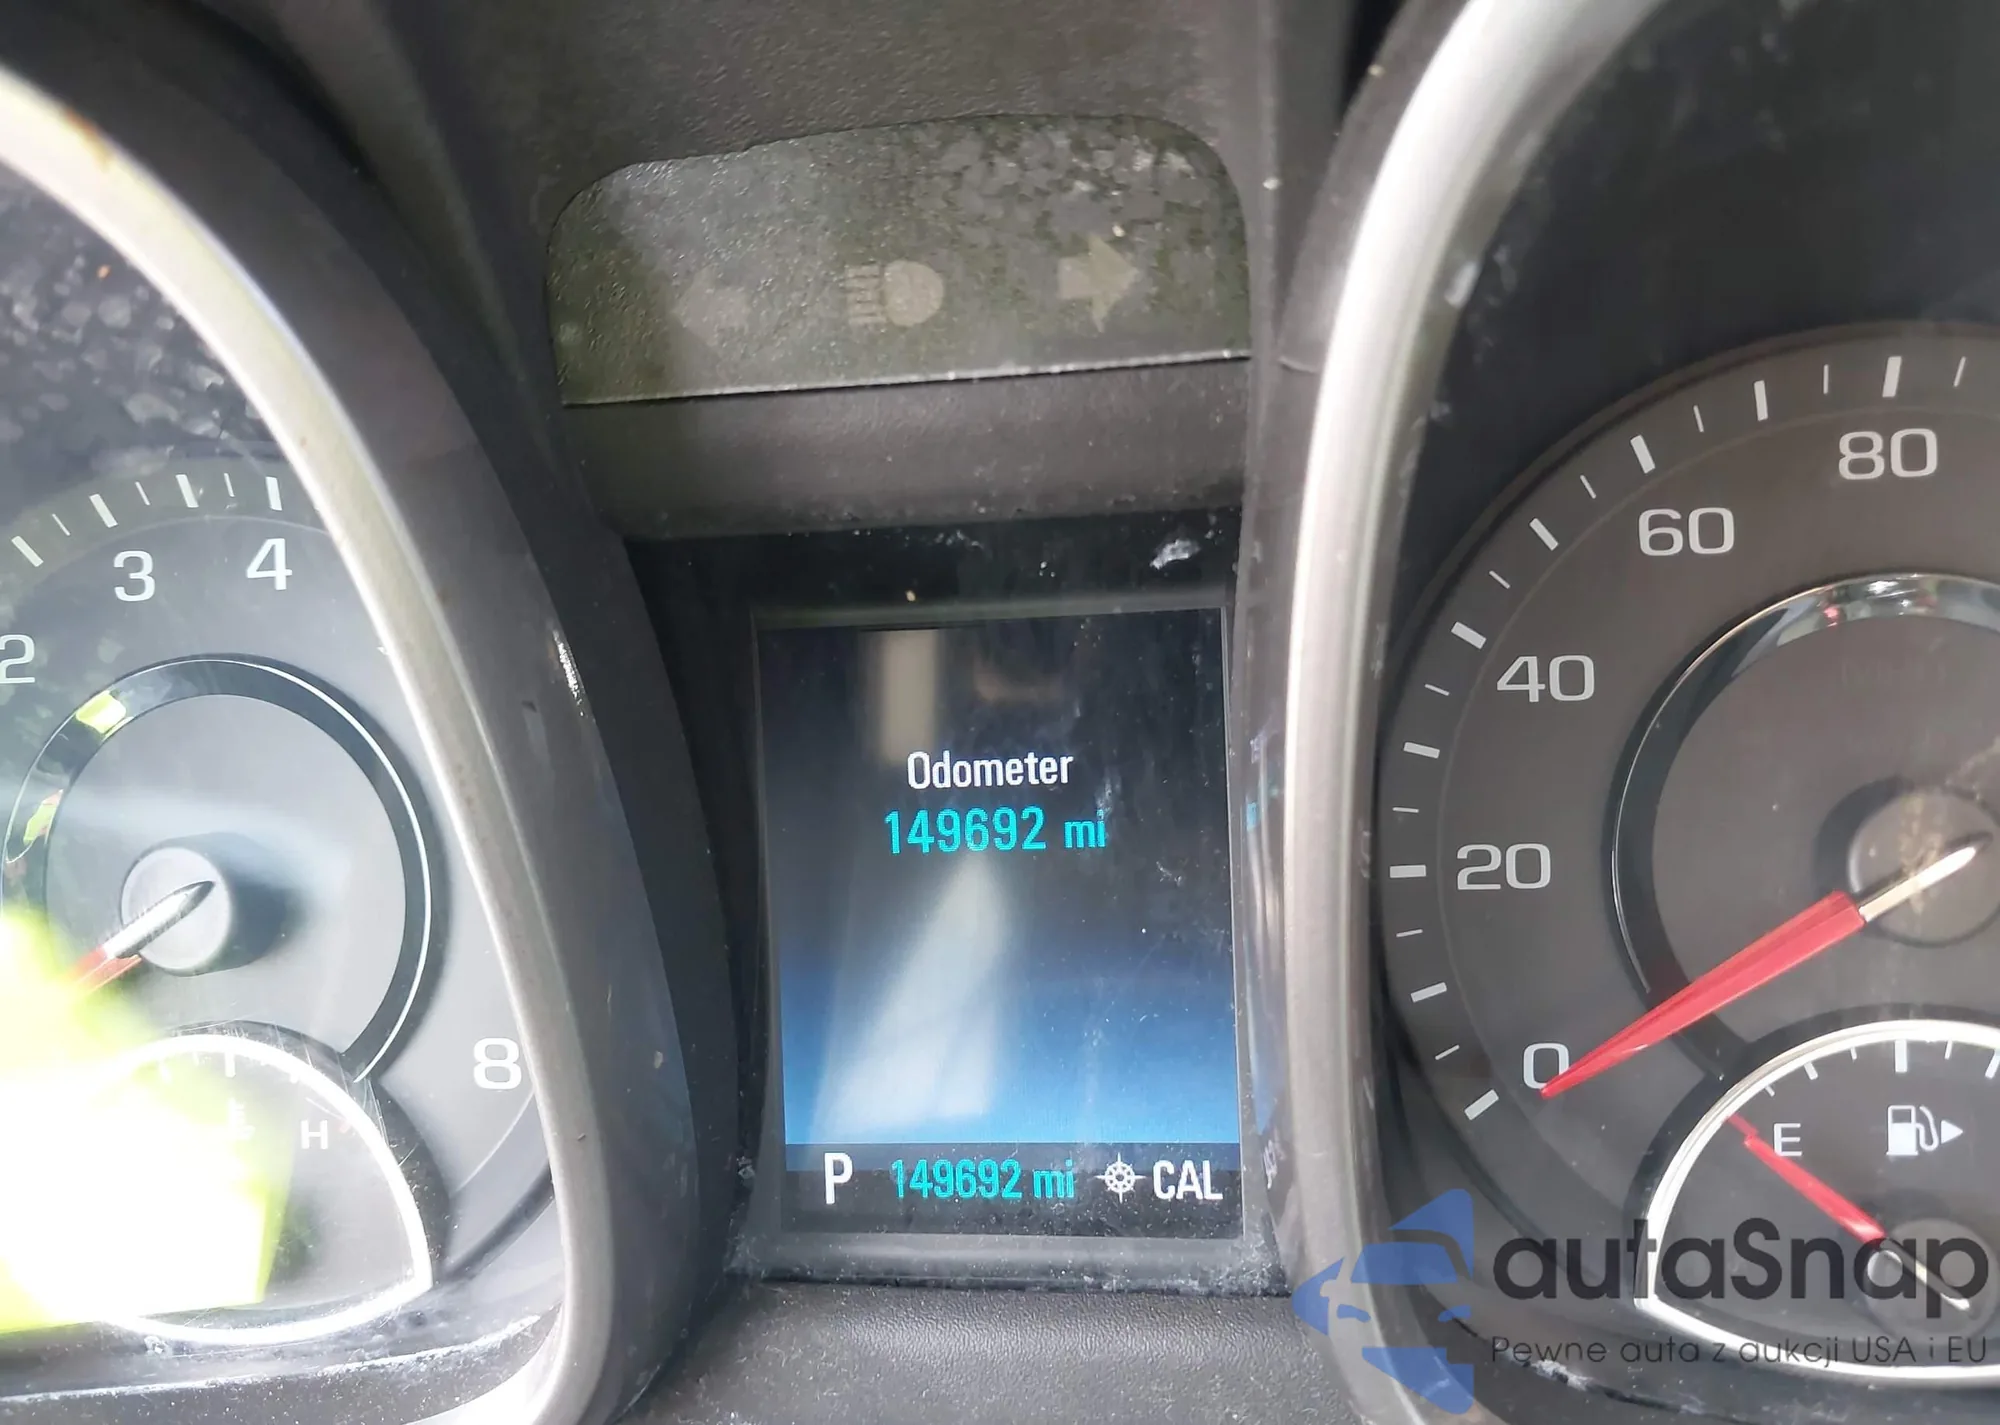 3
4
2
8
H
Odometer
149692 mi
P 149692 mi CAL
80
60
40
20
0
E
autaSnap
Pewne auta z aukcji USA i EU